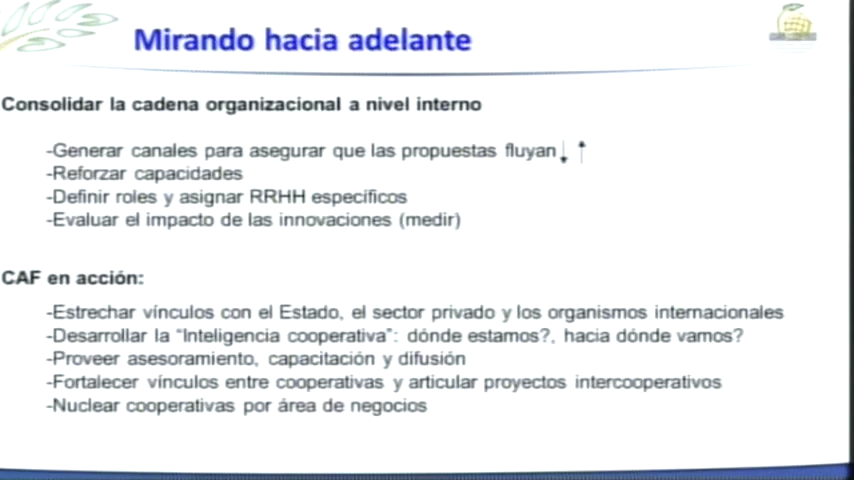 Mirando hacia adelante
Consolidar la cadena organizacional a nivel interno
-Generar canales para asegurar que las propuestas fluyan↓ ↑
-Reforzar capacidades
-Definir roles y asignar RRHH específicos
-Evaluar el impacto de las innovaciones (medir)
CAF en acción:
-Estrechar vínculos con el Estado, el sector privado y los organismos internacionales
-Desarrollar la “Inteligencia cooperativa”: dónde estamos?, hacia dónde vamos?
-Proveer asesoramiento, capacitación y difusión
-Fortalecer vínculos entre cooperativas y articular proyectos intercooperativos
-Nuclear cooperativas por área de negocios